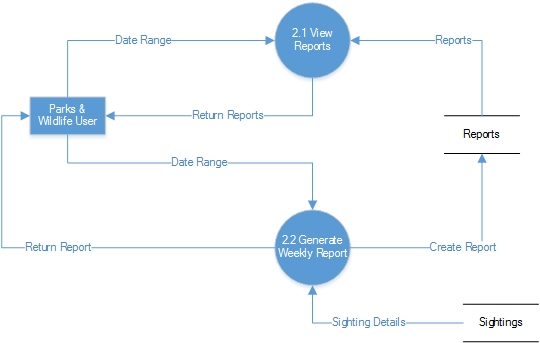 Date Range
2.1 View
Reports
Reports
Parks &
Wildlife User
Return Reports
Reports
Date Range
Return Report
2.2 Generate
Weekly Report
Create Report
Sighting Details
Sightings